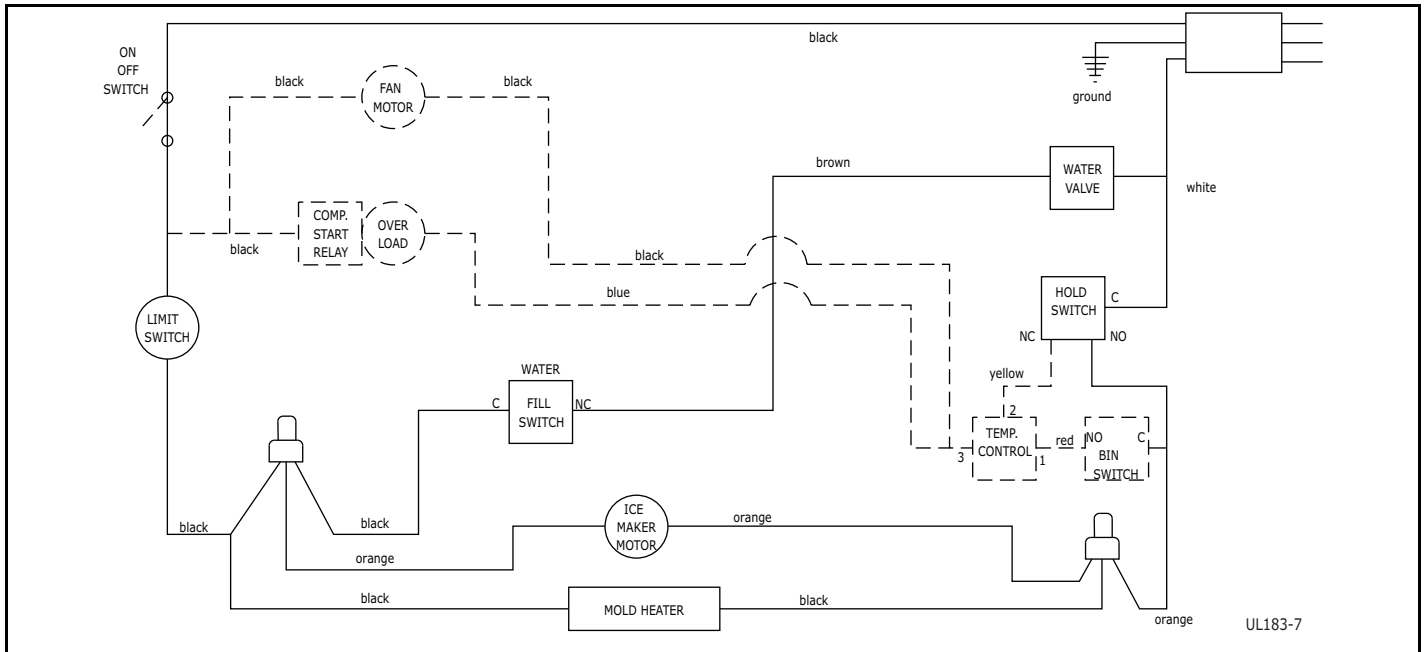 black
ON
OFF
SWITCH
black
FAN
MOTOR
black
ground
brown
WATER
VALVE
white
COMP.
START
RELAY
OVER
LOAD
black
black
blue
HOLD
SWITCH
C
NC
NO
LIMIT
SWITCH
yellow
2
WATER
C
FILL
SWITCH
NC
TEMP.
CONTROL
3
1
red
NO
C
BIN
SWITCH
black
black
orange
ICE
MAKER
MOTOR
orange
black
MOLD HEATER
black
orange
UL183-7